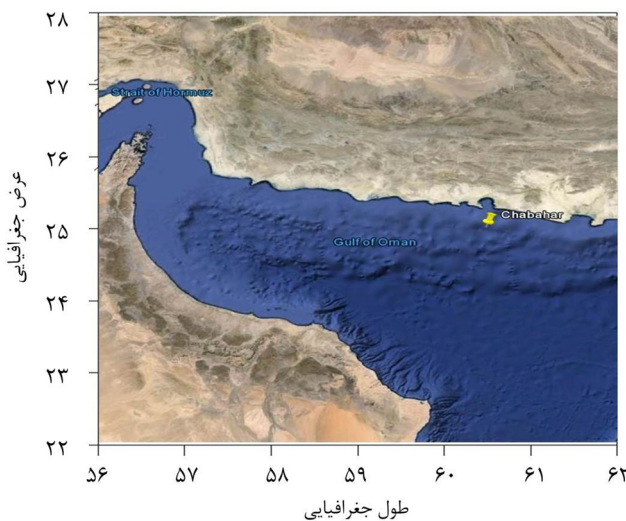 ۲۸
۲۷
Strait of Hormuz
۲۶
عرض جغرافیایی
Chabahar
۲۵
Gulf of Oman
۲۴
۲۳
۲۲
۵۶ ۵۷ ۵۸ ۵۹ ۶۰ ۶۱ ۶۲
طول جغرافیایی